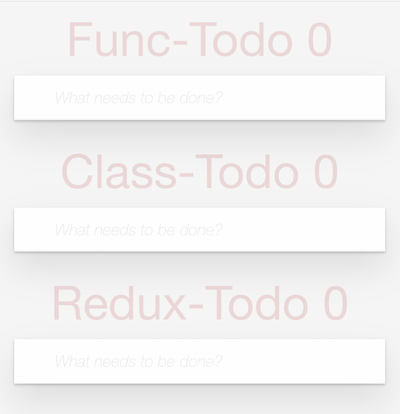 Func-Todo 0
What needs to be done?
Class-Todo 0
What needs to be done?
Redux-Todo 0
What needs to be done?